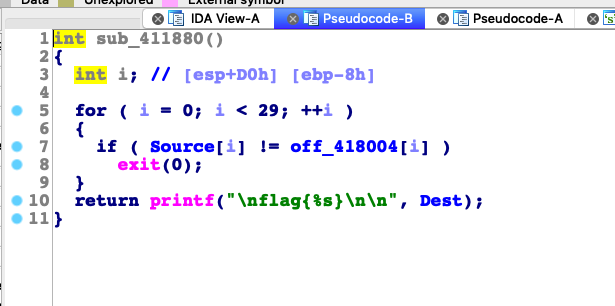 Data Unexplored External symbol
IDA View-A Pseudocode-B Pseudocode-A
1 int sub_411880()
2 {
3 int i; // [esp+D0h] [ebp-8h]
4
5 for ( i = 0; i < 29; ++i )
6 {
7 if ( Source[i] != off_418004[i] )
8 exit(0);
9 }
10 return printf("\nflag{%s}\n\n", Dest);
11 }